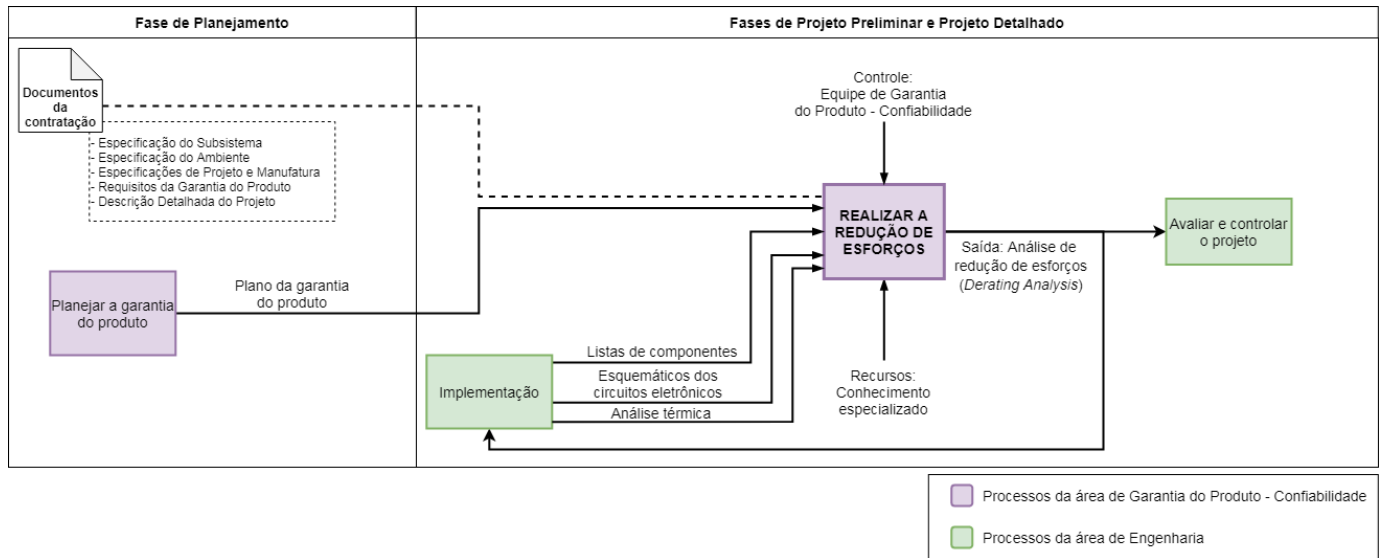 Fase de Planejamento
Fases de Projeto Preliminar e Projeto Detalhado
Documentos
da
contratação
- Especificação do Subsistema
- Especificação do Ambiente
- Especificações de Projeto e Manufatura
- Requisitos da Garantia do Produto
- Descrição Detalhada do Projeto
Planejar a garantia
do produto
Plano da garantia
do produto
Controle:
Equipe de Garantia
do Produto - Confiabilidade
REALIZAR A
REDUÇÃO DE
ESFORÇOS
Saída: Análise de
redução de esforços
(Derating Analysis)
Avaliar e controlar
o projeto
Implementação
Listas de componentes
Esquemáticos dos
circuitos eletrônicos
Análise térmica
Recursos:
Conhecimento
especializado
Processos da área de Garantia do Produto - Confiabilidade
Processos da área de Engenharia